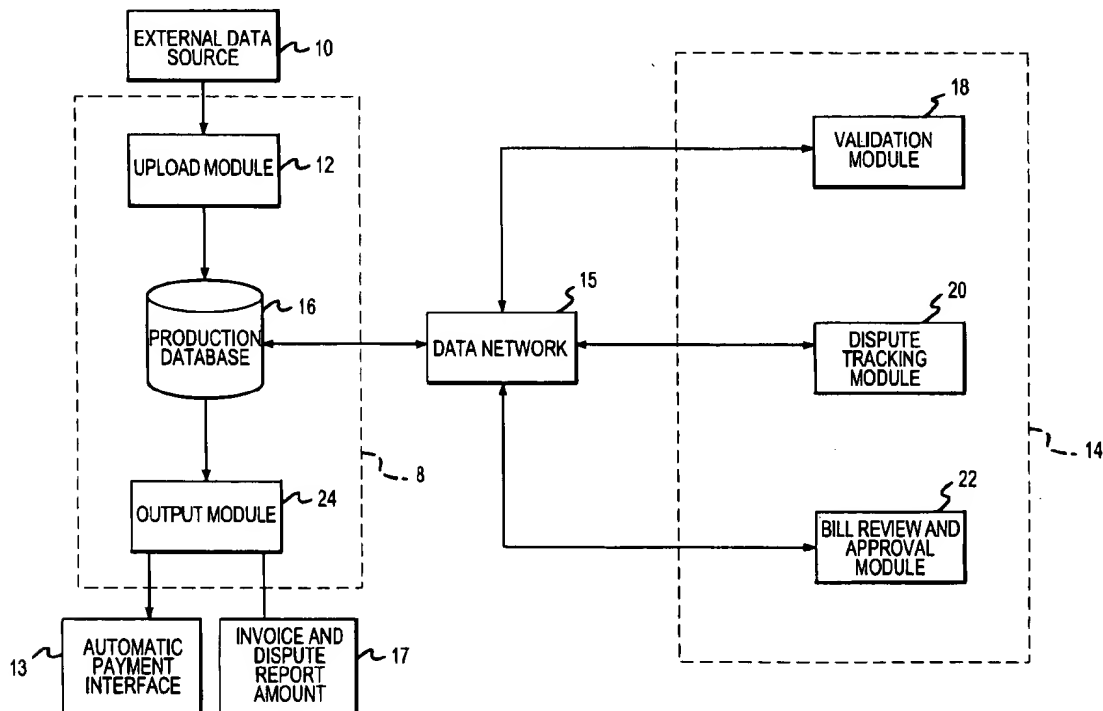 EXTERNAL DATA
SOURCE
10
UPLOAD MODULE
12
PRODUCTION
DATABASE
16
OUTPUT MODULE
24
8
AUTOMATIC
PAYMENT
INTERFACE
13
INVOICE AND
DISPUTE
REPORT
AMOUNT
17
DATA NETWORK
15
VALIDATION
MODULE
18
DISPUTE
TRACKING
MODULE
20
BILL REVIEW AND
APPROVAL
MODULE
22
14